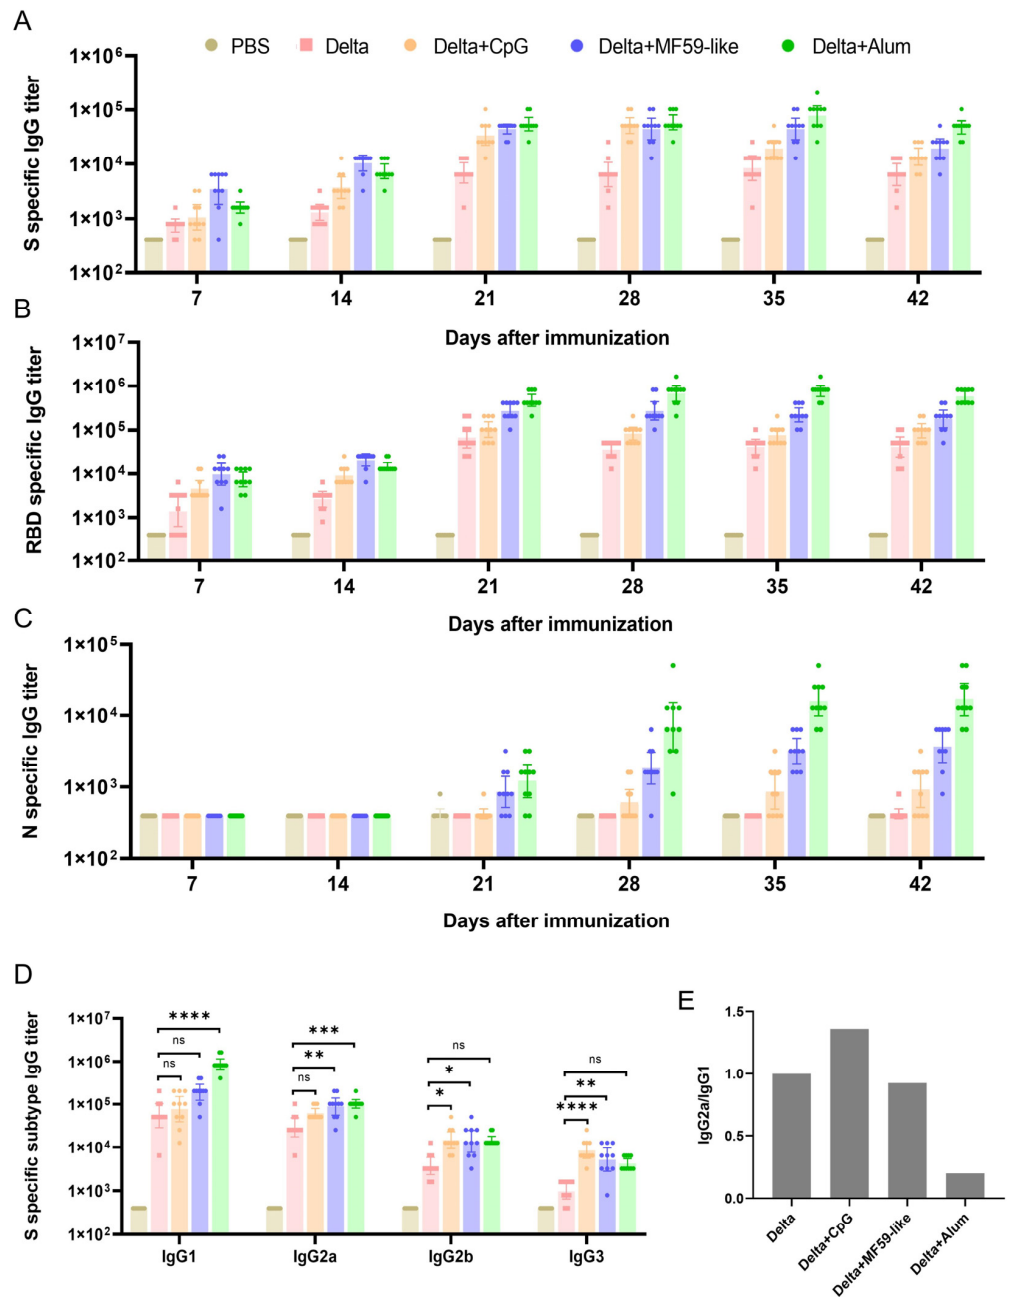 A
PBS Delta Delta+CpG Delta+MF59-like Delta+Alum
S specific IgG titer
1×10⁶
1×10⁵
1×10⁴
1×10³
1×10²
7 14 21 28 35 42
Days after immunization
B
RBD specific IgG titer
1×10⁷
1×10⁶
1×10⁵
1×10⁴
1×10³
1×10²
7 14 21 28 35 42
Days after immunization
C
N specific IgG titer
1×10⁵
1×10⁴
1×10³
1×10²
7 14 21 28 35 42
Days after immunization
D
S specific subtype IgG titer
1×10⁷
1×10⁶
1×10⁵
1×10⁴
1×10³
1×10²
****
ns
ns
***
**
ns
ns
*
*
ns
**
****
IgG1 IgG2a IgG2b IgG3
E
IgG2a/IgG1
1.5
1.0
0.5
0.0
Delta
Delta+CpG
Delta+MF59-like
Delta+Alum